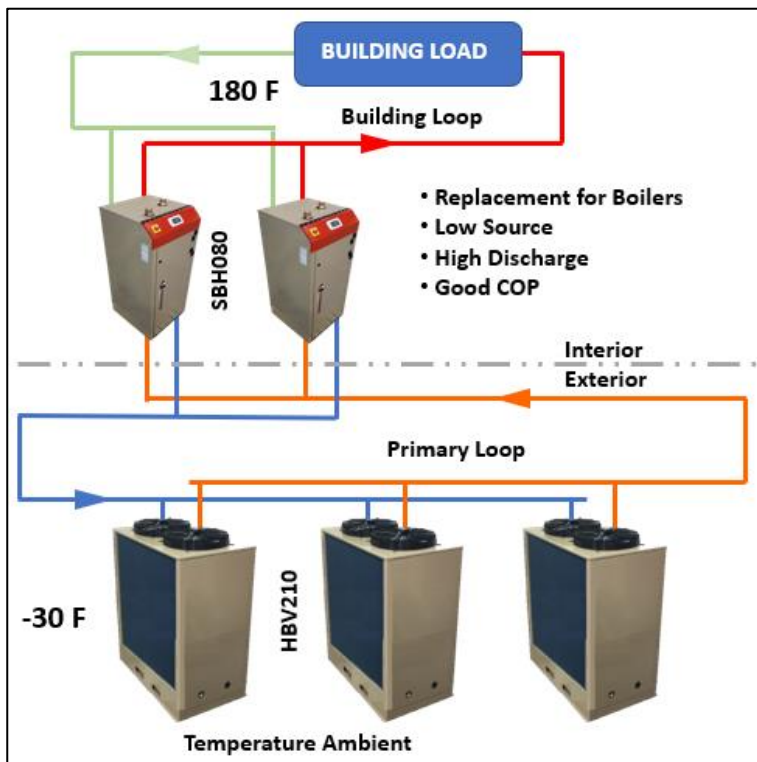 BUILDING LOAD
180 F
Building Loop
• Replacement for Boilers
• Low Source
• High Discharge
• Good COP
SBH080
Interior
Exterior
Primary Loop
-30 F
HBV210
Temperature Ambient